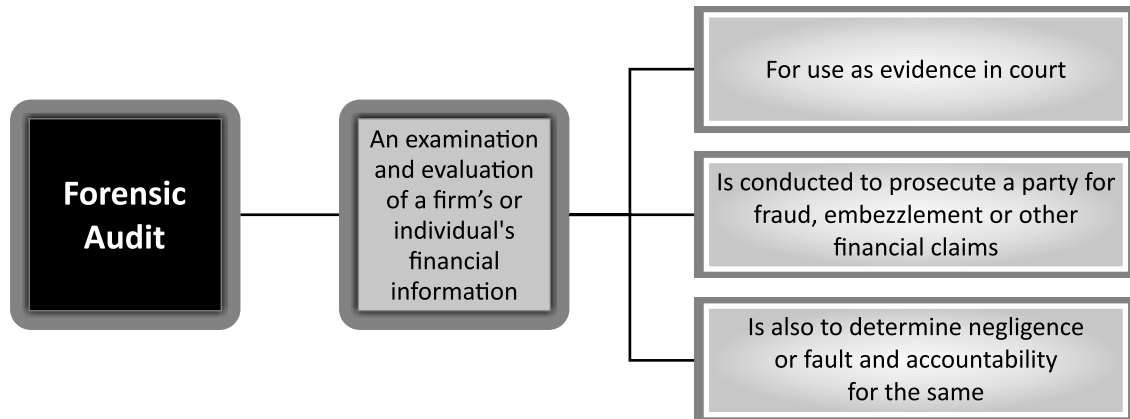 Forensic
Audit
An examination
and evaluation
of a firm’s or
individual's
financial
information
For use as evidence in court
Is conducted to prosecute a party for
fraud, embezzlement or other
financial claims
Is also to determine negligence
or fault and accountability
for the same